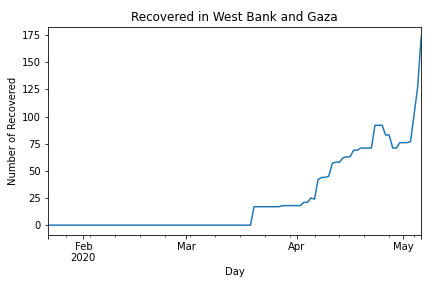 Recovered in West Bank and Gaza
Number of Recovered
175
150
125
100
75
50
25
0
Feb
2020
Mar
Apr
May
Day